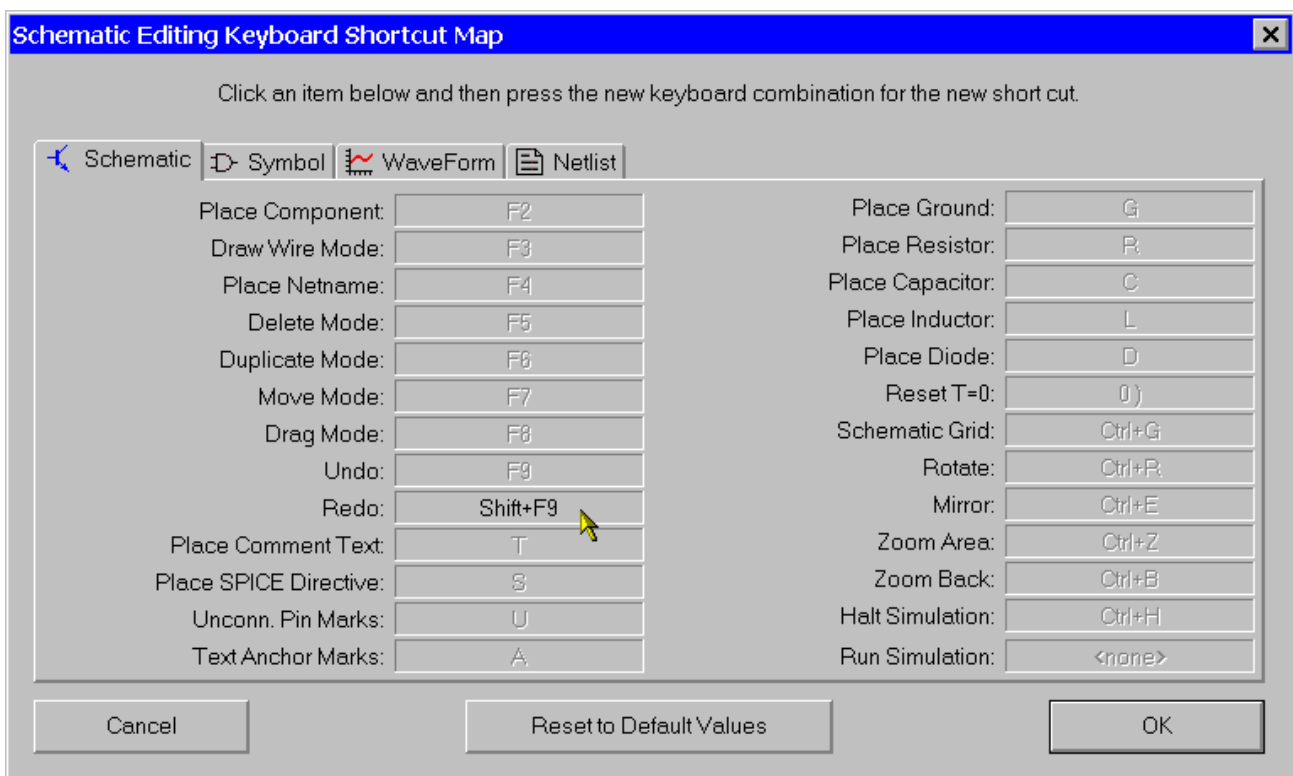 Schematic Editing Keyboard Shortcut Map
Click an item below and then press the new keyboard combination for the new short cut.
Schematic Symbol WaveForm Netlist
Place Component: F2
Draw Wire Mode: F3
Place Netname: F4
Delete Mode: F5
Duplicate Mode: F6
Move Mode: F7
Drag Mode: F8
Undo: F9
Redo: Shift+F9
Place Comment Text: T
Place SPICE Directive: S
Unconn. Pin Marks: U
Text Anchor Marks: A
Place Ground: G
Place Resistor: R
Place Capacitor: C
Place Inductor: L
Place Diode: D
Reset T=0: 0 )
Schematic Grid: Ctrl+G
Rotate: Ctrl+R
Mirror: Ctrl+E
Zoom Area: Ctrl+Z
Zoom Back: Ctrl+B
Halt Simulation: Ctrl+H
Run Simulation: <none>
Cancel Reset to Default Values OK